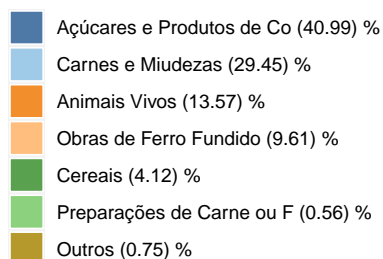 Açúcares e Produtos de Co (40.99) %
Carnes e Miudezas (29.45) %
Animais Vivos (13.57) %
Obras de Ferro Fundido (9.61) %
Cereais (4.12) %
Preparações de Carne ou F (0.56) %
Outros (0.75) %